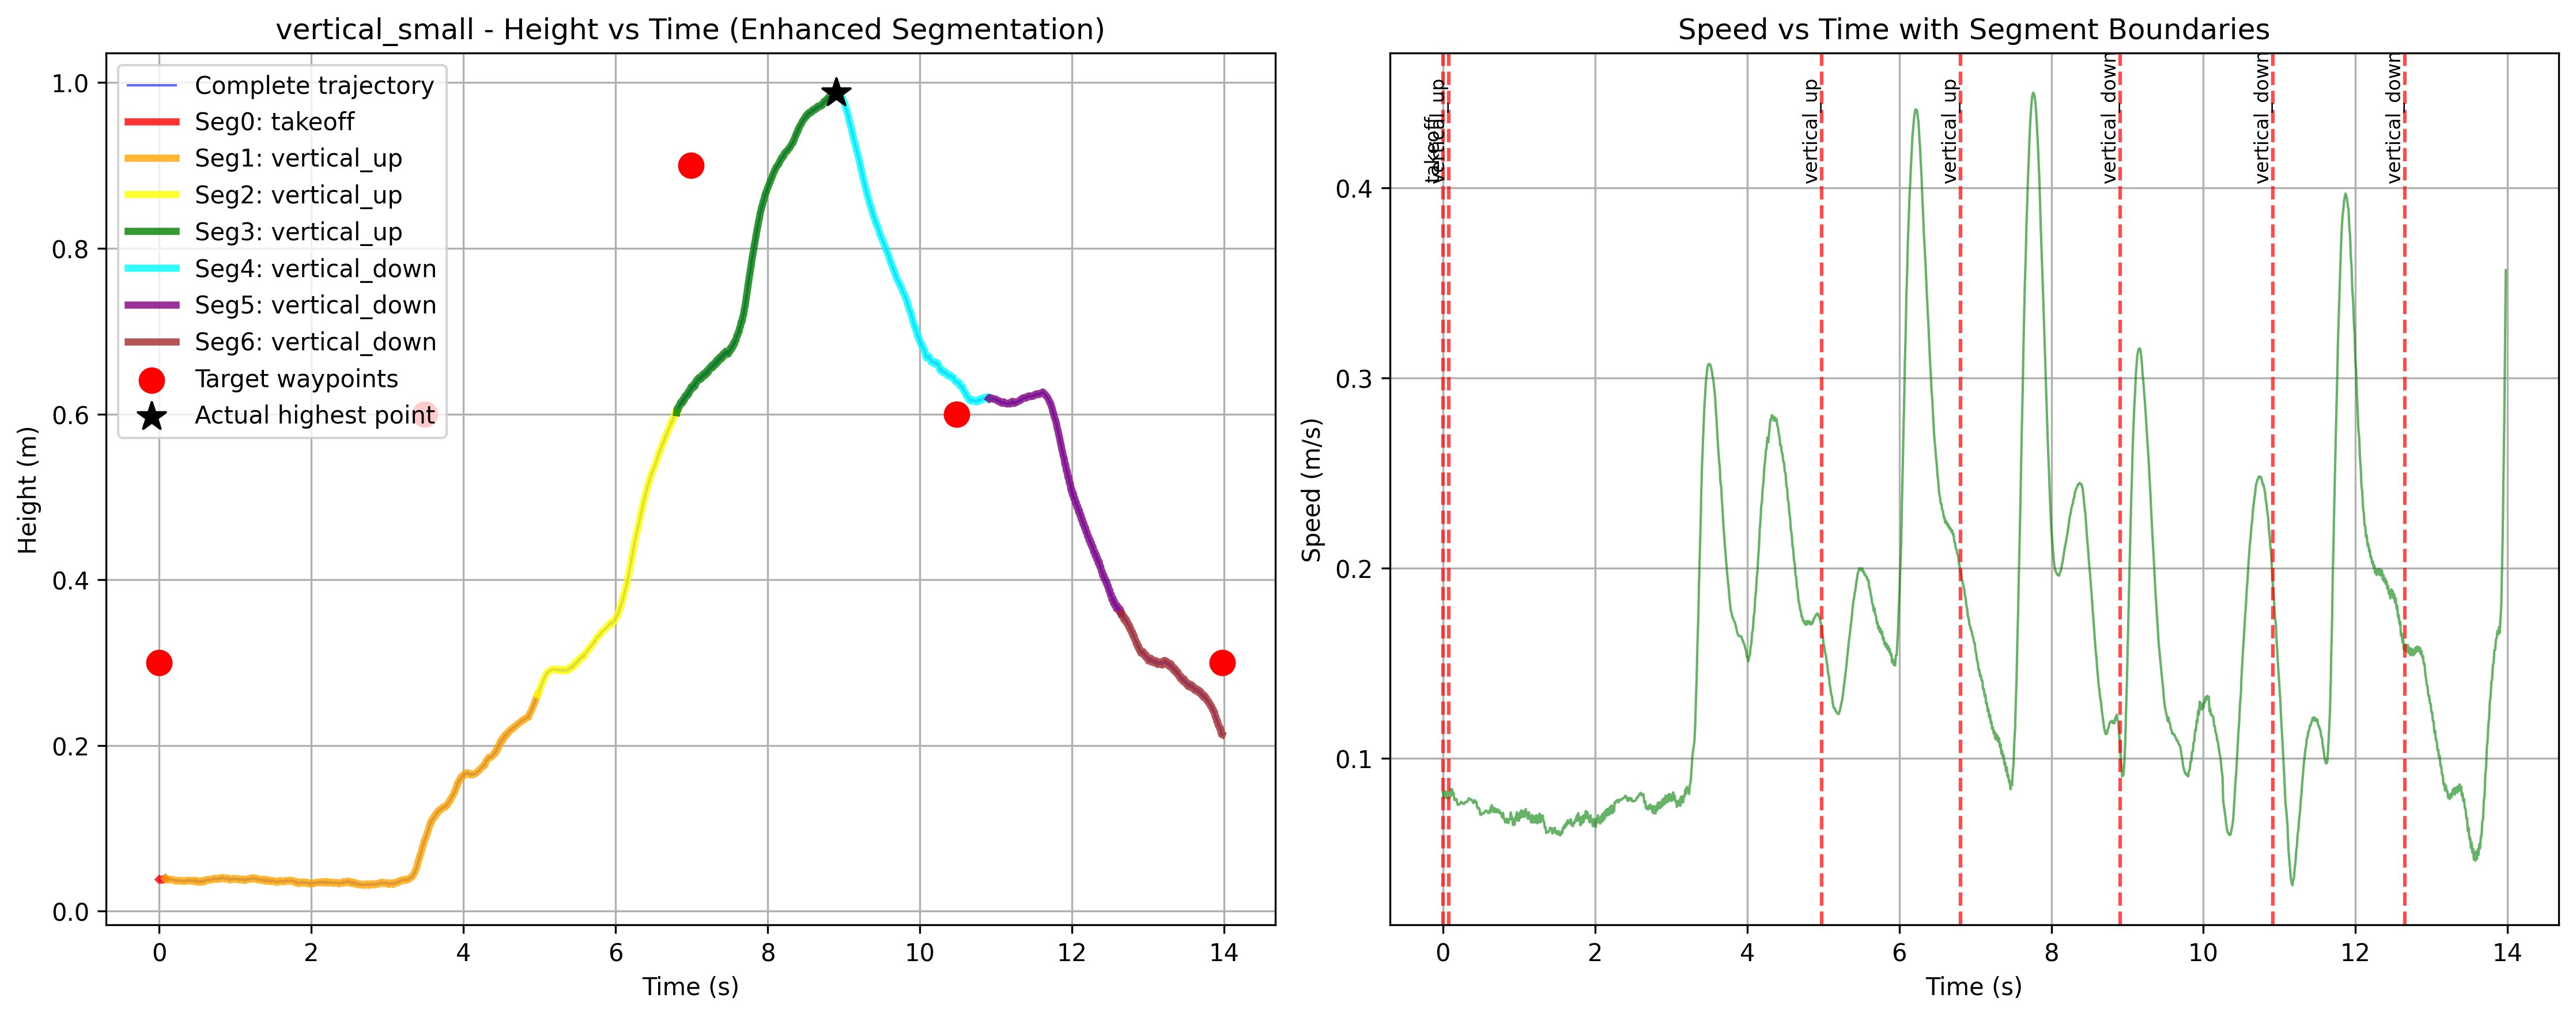 vertical_small - Height vs Time (Enhanced Segmentation)
Height (m)
1.0
0.8
0.6
0.4
0.2
0.0
Complete trajectory
Seg0: takeoff
Seg1: vertical_up
Seg2: vertical_up
Seg3: vertical_up
Seg4: vertical_down
Seg5: vertical_down
Seg6: vertical_down
Target waypoints
Actual highest point
0 2 4 6 8 10 12 14
Time (s)
Speed vs Time with Segment Boundaries
Speed (m/s)
0.4
0.3
0.2
0.1
takeoff
vertical_up
vertical_up
vertical_up
vertical_down
vertical_down
vertical_down
0 2 4 6 8 10 12 14
Time (s)